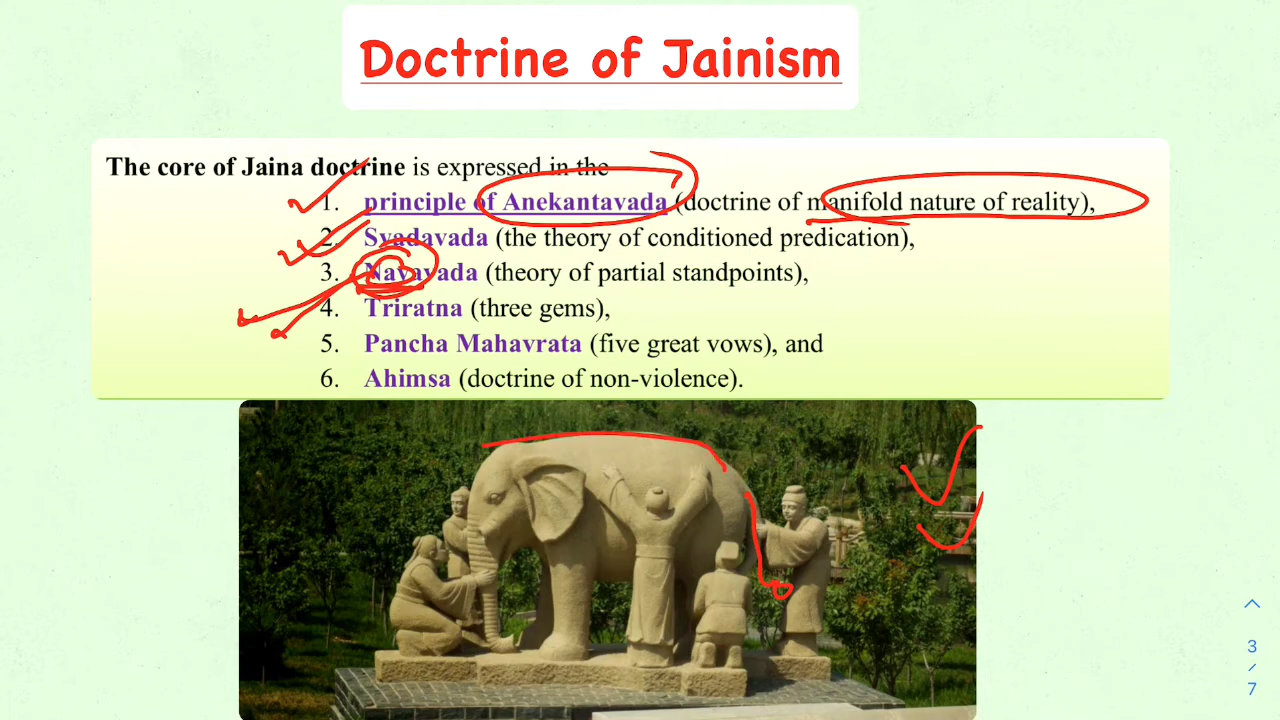 Doctrine of Jainism
The core of Jaina doctrine is expressed in the
1. principle of Anekantavada (doctrine of manifold nature of reality),
2. Syadavada (the theory of conditioned predication),
3. Nayavada (theory of partial standpoints),
4. Triratna (three gems),
5. Pancha Mahavrata (five great vows), and
6. Ahimsa (doctrine of non-violence).
3
/
7